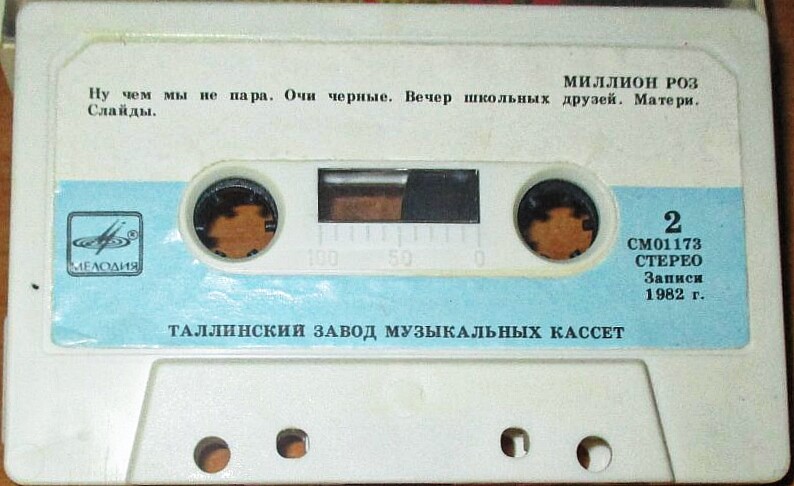 МИЛЛИОН РОЗ
Ну чем мы не пара. Очи черные. Вечер школьных друзей. Матери.
Слайды.
МЕЛОДИЯ
®
100 50 0
2
СМ01173
СТЕРЕО
Записи
1982 г.
ТАЛЛИНСКИЙ ЗАВОД МУЗЫКАЛЬНЫХ КАССЕТ